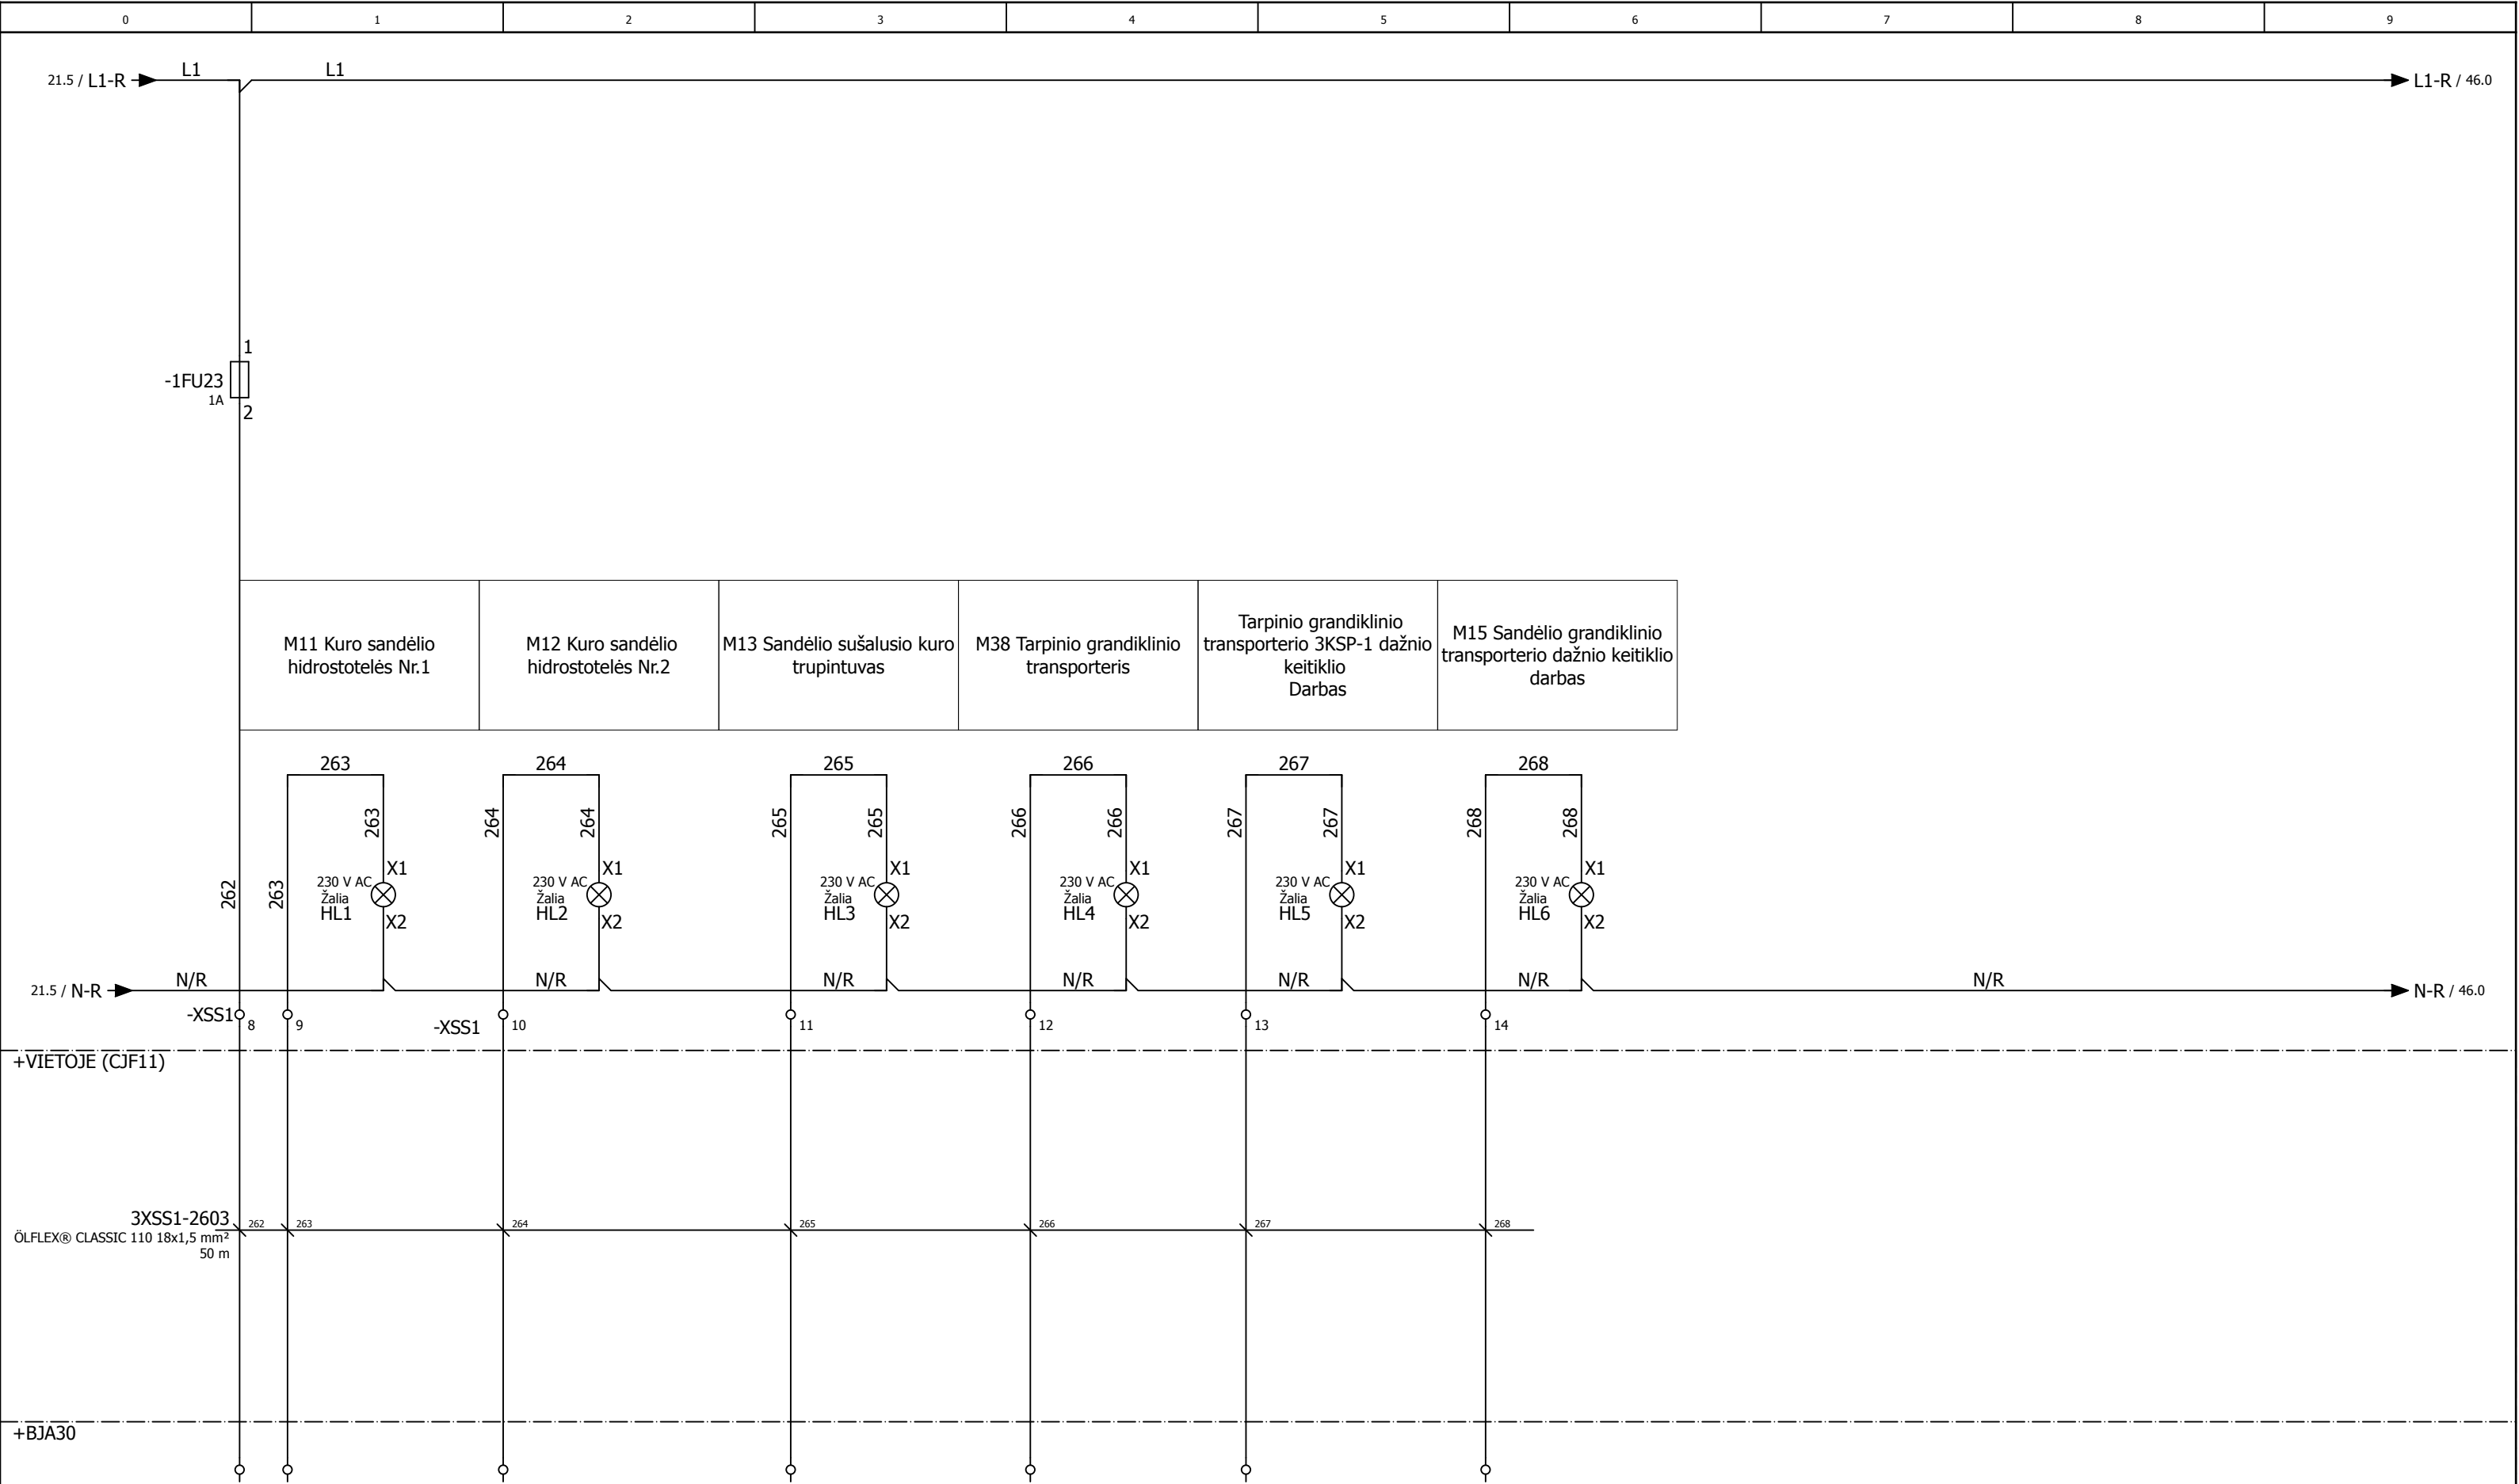 0 1 2 3 4 5 6 7 8 9
21.5 / L1-R L1 L1 L1-R / 46.0
1
-1FU23
1A
2
M11 Kuro sandėlio
hidrostotelės Nr.1
M12 Kuro sandėlio
hidrostotelės Nr.2
M13 Sandėlio sušalusio kuro
trupintuvas
M38 Tarpinio grandiklinio
transporteris
Tarpinio grandiklinio
transporterio 3KSP-1 dažnio
keitiklio
Darbas
M15 Sandėlio grandiklinio
transporterio dažnio keitiklio
darbas
263 264 265 266 267 268
263 264 264 265 265 266 266 267 267 268 268
X1 X1 X1 X1 X1 X1
262 263
230 V AC
Žalia
HL1
X2
230 V AC
Žalia
HL2
X2
230 V AC
Žalia
HL3
X2
230 V AC
Žalia
HL4
X2
230 V AC
Žalia
HL5
X2
230 V AC
Žalia
HL6
X2
21.5 / N-R N/R N/R N/R N/R N/R N/R N/R N-R / 46.0
-XSS1 8 9 -XSS1 10 11 12 13 14
+VIETOJE (CJF11)
3XSS1-2603 262 263 264 265 266 267 268
ÖLFLEX® CLASSIC 110 18x1,5 mm²
50 m
+BJA30